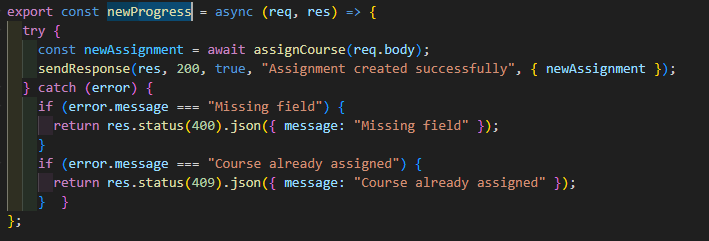 export const newProgress = async (req, res) => {
  try {
    const newAssignment = await assignCourse(req.body);
    sendResponse(res, 200, true, "Assignment created successfully", { newAssignment });
  } catch (error) {
    if (error.message === "Missing field") {
      return res.status(400).json({ message: "Missing field" });
    }
    if (error.message === "Course already assigned") {
      return res.status(409).json({ message: "Course already assigned" });
    }  }
};